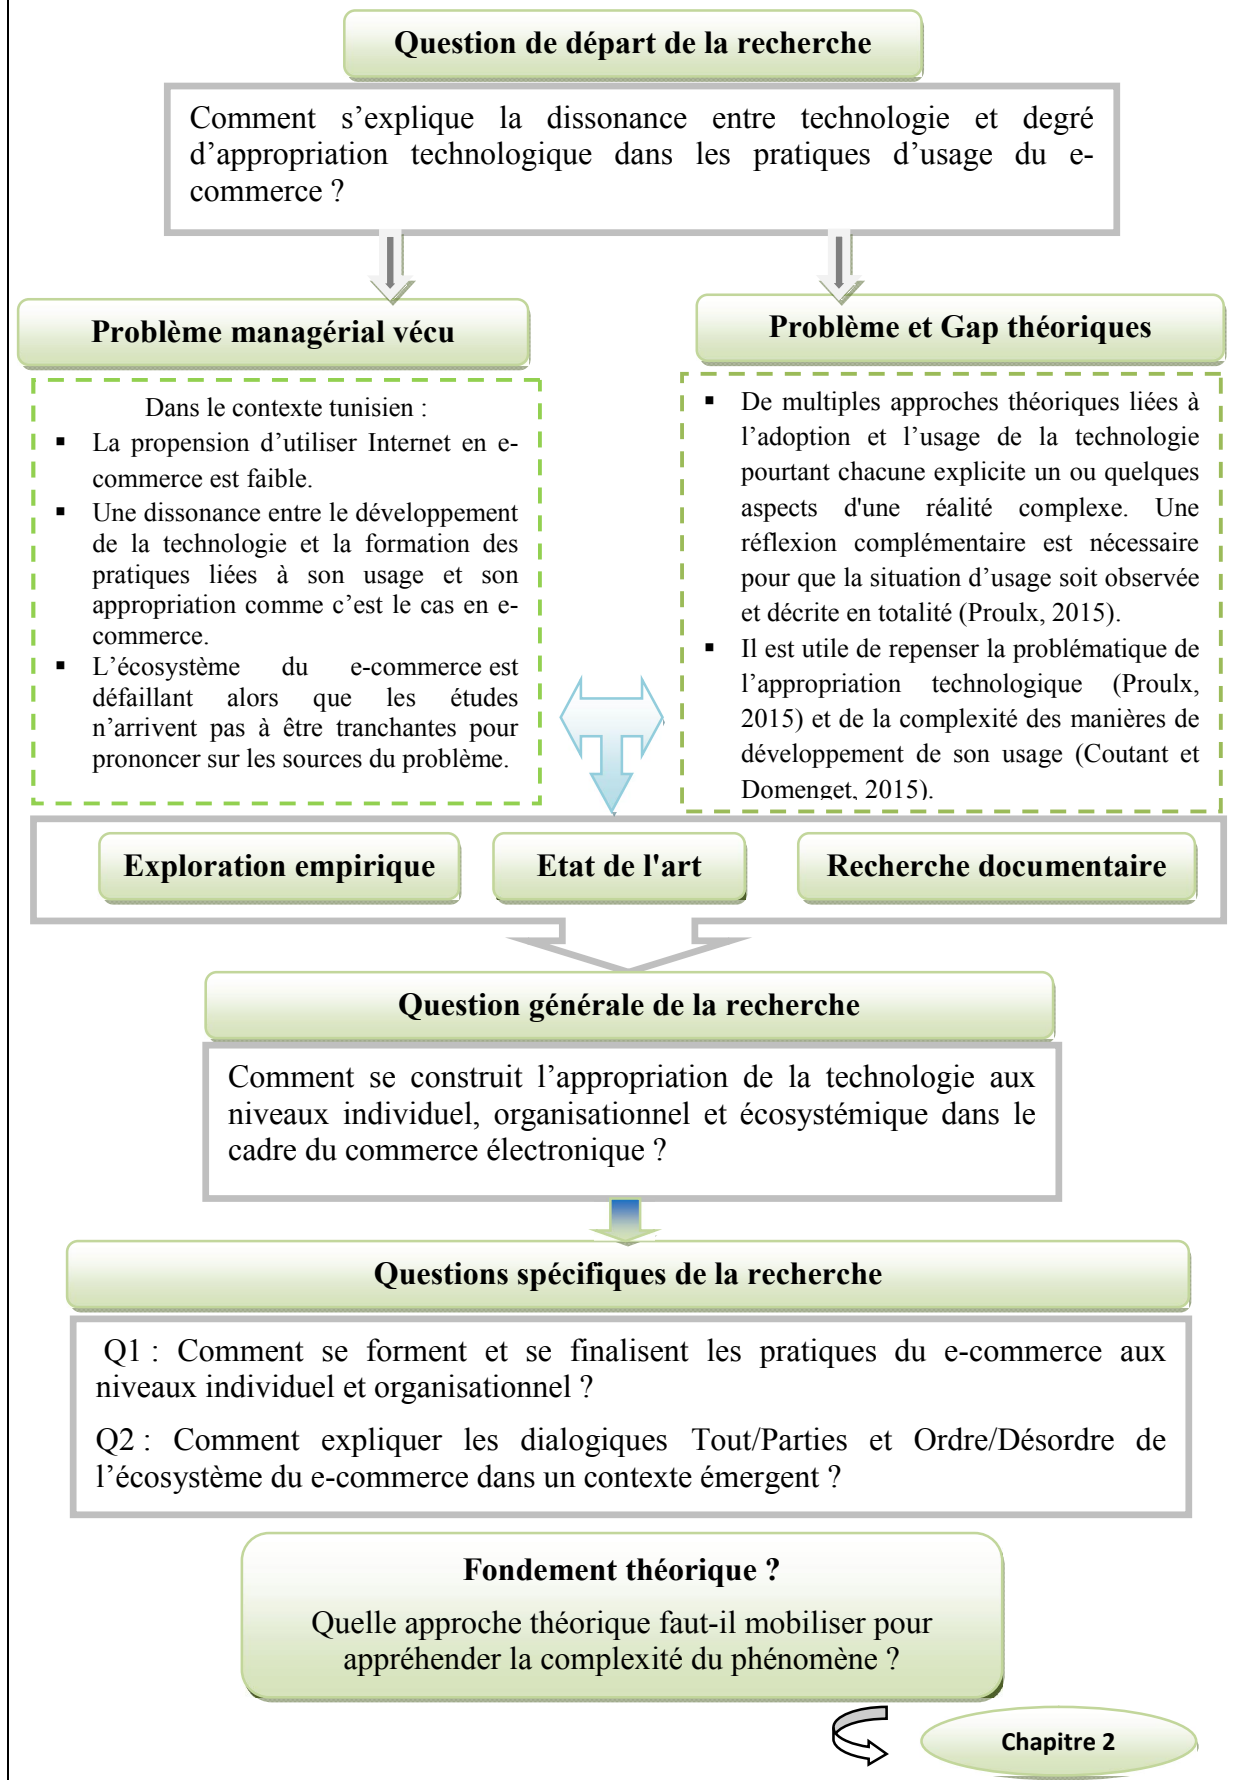 Question de départ de la recherche
Comment s’explique la dissonance entre technologie et degré
d’appropriation technologique dans les pratiques d’usage du e-
commerce ?
Problème managérial vécu
Dans le contexte tunisien :
▪ La propension d’utiliser Internet en e-
commerce est faible.
▪ Une dissonance entre le développement
de la technologie et la formation des
pratiques liées à son usage et son
appropriation comme c’est le cas en e-
commerce.
▪ L’écosystème du e-commerce est
défaillant alors que les études
n’arrivent pas à être tranchantes pour
prononcer sur les sources du problème.
Problème et Gap théoriques
▪ De multiples approches théoriques liées à
l’adoption et l’usage de la technologie
pourtant chacune explicite un ou quelques
aspects d'une réalité complexe. Une
réflexion complémentaire est nécessaire
pour que la situation d’usage soit observée
et décrite en totalité (Proulx, 2015).
▪ Il est utile de repenser la problématique de
l’appropriation technologique (Proulx,
2015) et de la complexité des manières de
développement de son usage (Coutant et
Domenget, 2015).
Exploration empirique
Etat de l'art
Recherche documentaire
Question générale de la recherche
Comment se construit l’appropriation de la technologie aux
niveaux individuel, organisationnel et écosystémique dans le
cadre du commerce électronique ?
Questions spécifiques de la recherche
Q1 : Comment se forment et se finalisent les pratiques du e-commerce aux
niveaux individuel et organisationnel ?
Q2 : Comment expliquer les dialogiques Tout/Parties et Ordre/Désordre de
l’écosystème du e-commerce dans un contexte émergent ?
Fondement théorique ?
Quelle approche théorique faut-il mobiliser pour
appréhender la complexité du phénomène ?
Chapitre 2